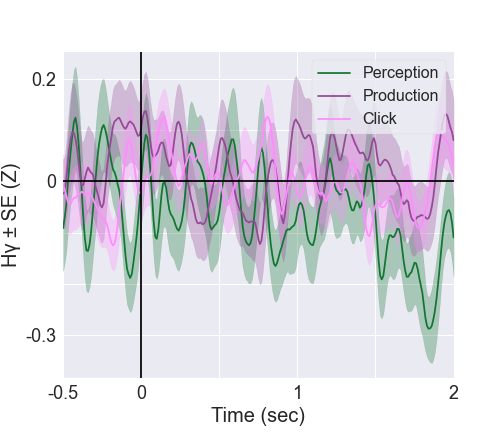 Perception
Production
Click
0.2
0
-0.3
Hγ ± SE (Z)
-0.5 0 1 2
Time (sec)